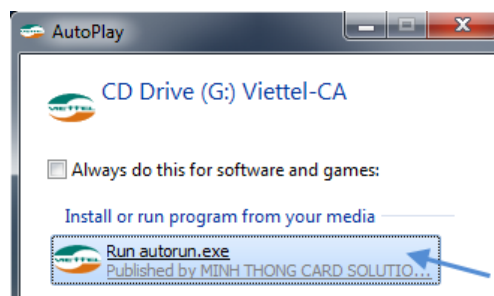 AutoPlay
CD Drive (G:) Viettel-CA
Always do this for software and games:
Install or run program from your media
Run autorun.exe
Published by MINH THONG CARD SOLUTIO...
VIETTEL